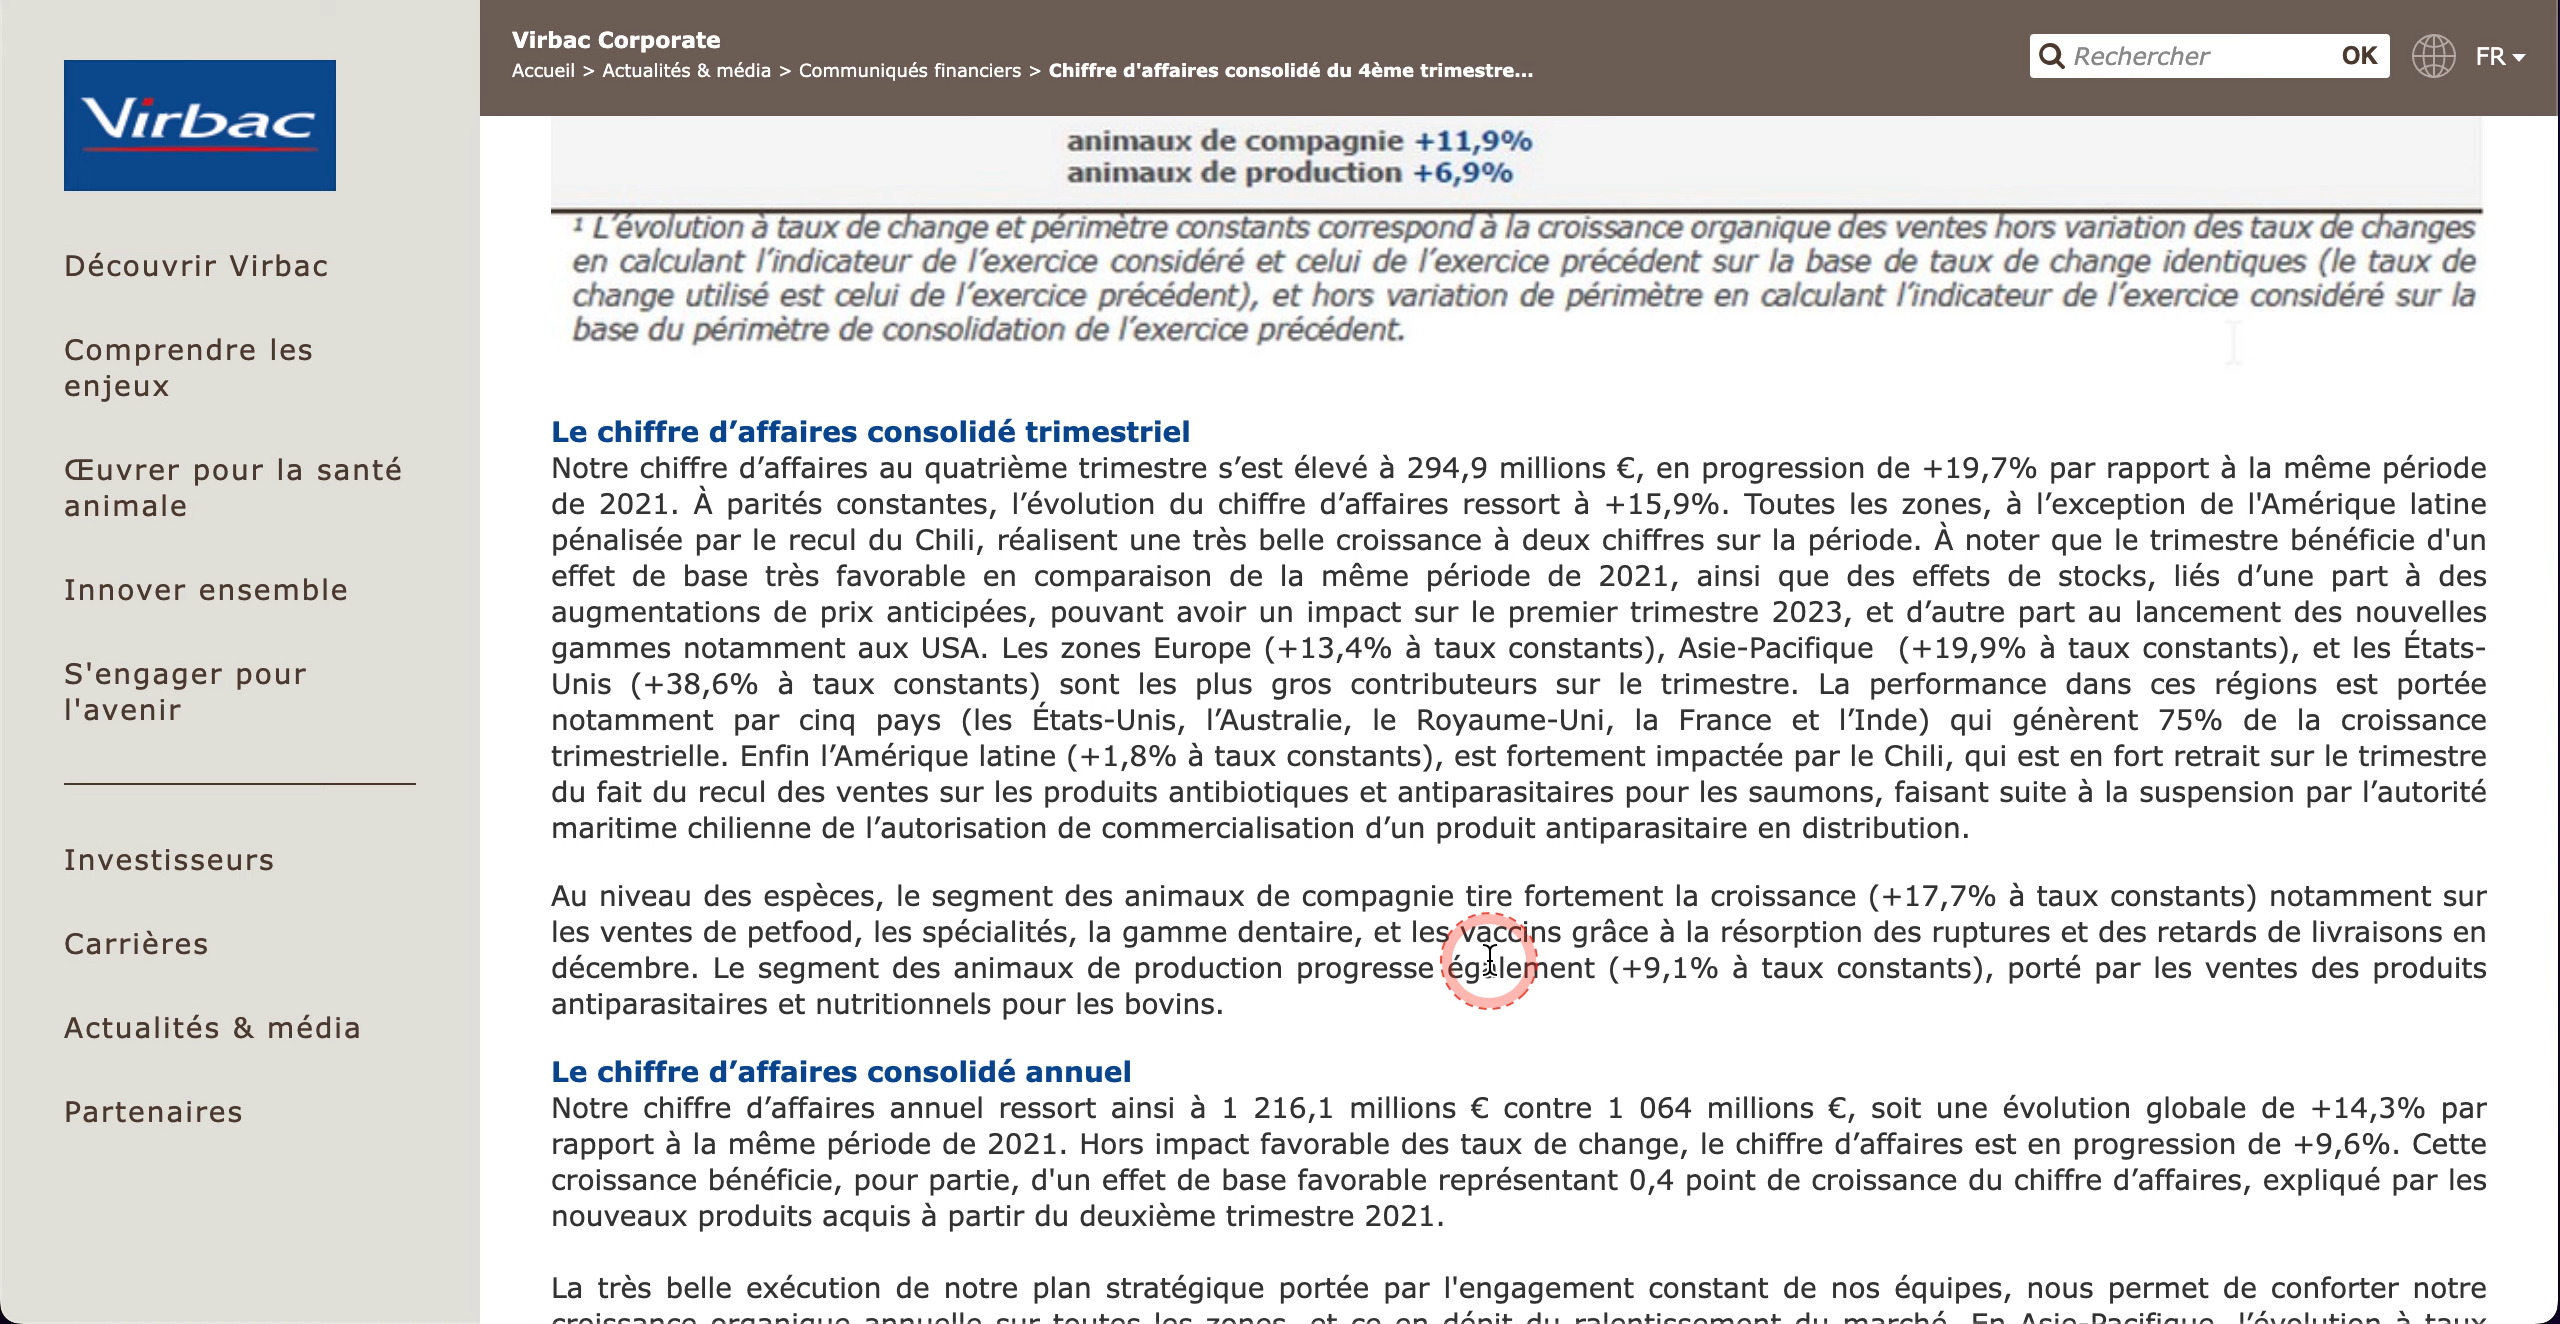 Virbac
Découvrir Virbac
Comprendre les
enjeux
Œuvrer pour la santé
animale
Innover ensemble
S'engager pour
l'avenir
Investisseurs
Carrières
Actualités & média
Partenaires
Virbac Corporate
Accueil > Actualités & média > Communiqués financiers > Chiffre d'affaires consolidé du 4ème trimestre...
Rechercher OK
FR
animaux de compagnie +11,9%
animaux de production +6,9%
¹ L’évolution à taux de change et périmètre constants correspond à la croissance organique des ventes hors variation des taux de changes
en calculant l’indicateur de l’exercice considéré et celui de l’exercice précédent sur la base de taux de change identiques (le taux de
change utilisé est celui de l’exercice précédent), et hors variation de périmètre en calculant l’indicateur de l’exercice considéré sur la
base du périmètre de consolidation de l’exercice précédent.
Le chiffre d’affaires consolidé trimestriel
Notre chiffre d’affaires au quatrième trimestre s’est élevé à 294,9 millions €, en progression de +19,7% par rapport à la même période
de 2021. À parités constantes, l’évolution du chiffre d’affaires ressort à +15,9%. Toutes les zones, à l’exception de l'Amérique latine
pénalisée par le recul du Chili, réalisent une très belle croissance à deux chiffres sur la période. À noter que le trimestre bénéficie d'un
effet de base très favorable en comparaison de la même période de 2021, ainsi que des effets de stocks, liés d’une part à des
augmentations de prix anticipées, pouvant avoir un impact sur le premier trimestre 2023, et d’autre part au lancement des nouvelles
gammes notamment aux USA. Les zones Europe (+13,4% à taux constants), Asie-Pacifique (+19,9% à taux constants), et les États-
Unis (+38,6% à taux constants) sont les plus gros contributeurs sur le trimestre. La performance dans ces régions est portée
notamment par cinq pays (les États-Unis, l’Australie, le Royaume-Uni, la France et l’Inde) qui génèrent 75% de la croissance
trimestrielle. Enfin l’Amérique latine (+1,8% à taux constants), est fortement impactée par le Chili, qui est en fort retrait sur le trimestre
du fait du recul des ventes sur les produits antibiotiques et antiparasitaires pour les saumons, faisant suite à la suspension par l’autorité
maritime chilienne de l’autorisation de commercialisation d’un produit antiparasitaire en distribution.
Au niveau des espèces, le segment des animaux de compagnie tire fortement la croissance (+17,7% à taux constants) notamment sur
les ventes de petfood, les spécialités, la gamme dentaire, et les vaccins grâce à la résorption des ruptures et des retards de livraisons en
décembre. Le segment des animaux de production progresse également (+9,1% à taux constants), porté par les ventes des produits
antiparasitaires et nutritionnels pour les bovins.
Le chiffre d’affaires consolidé annuel
Notre chiffre d’affaires annuel ressort ainsi à 1 216,1 millions € contre 1 064 millions €, soit une évolution globale de +14,3% par
rapport à la même période de 2021. Hors impact favorable des taux de change, le chiffre d’affaires est en progression de +9,6%. Cette
croissance bénéficie, pour partie, d'un effet de base favorable représentant 0,4 point de croissance du chiffre d’affaires, expliqué par les
nouveaux produits acquis à partir du deuxième trimestre 2021.
La très belle exécution de notre plan stratégique portée par l'engagement constant de nos équipes, nous permet de conforter notre
croissance organique annuelle sur toutes les zones, et ce en dépit du ralentissement du marché. En Asie-Pacifique, l’évolution à taux